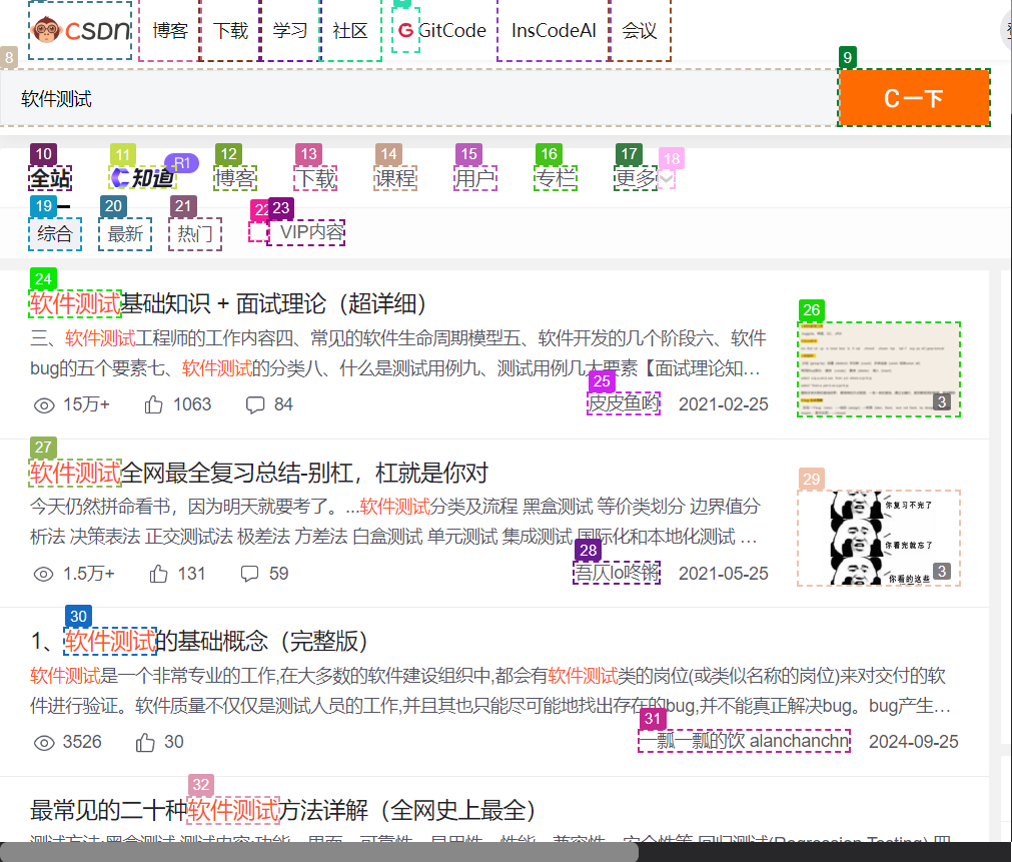 CSDN 博客 下载 学习 社区 GitCode InsCodeAI 会议
8 9
软件测试 C一下
10 11 12 13 14 15 16 17 18
全站 C知道 R1 博客 下载 课程 用户 专栏 更多
19 20 21 22 23
综合 最新 热门 VIP内容
24
软件测试基础知识 + 面试理论（超详细）
26
三、软件测试工程师的工作内容四、常见的软件生命周期模型五、软件开发的几个阶段六、软件
bug的五个要素七、软件测试的分类八、什么是测试用例九、测试用例几大要素【面试理论知...
25
15万+ 1063 84 皮皮鱼哟 2021-02-25 3
27
软件测试全网最全复习总结-别杠，杠就是你对
29
今天仍然拼命看书，因为明天就要考了。...软件测试分类及流程 黑盒测试 等价类划分 边界值分
析法 决策表法 正交测试法 极差法 方差法 白盒测试 单元测试 集成测试 国际化和本地化测试 ...
你复习不完了
你看完就忘了
你看的这些
28
1.5万+ 131 59 吾仄lo咚锵 2021-05-25 3
30
1、软件测试的基础概念（完整版）
软件测试是一个非常专业的工作,在大多数的软件建设组织中,都会有软件测试类的岗位(或类似名称的岗位)来对交付的软
件进行验证。软件质量不仅仅是测试人员的工作,并且其也只能尽可能地找出存在的bug,并不能真正解决bug。bug产生...
31
3526 30 一瓢一瓢的饮 alanchanchn 2024-09-25
32
最常见的二十种软件测试方法详解（全网史上最全）